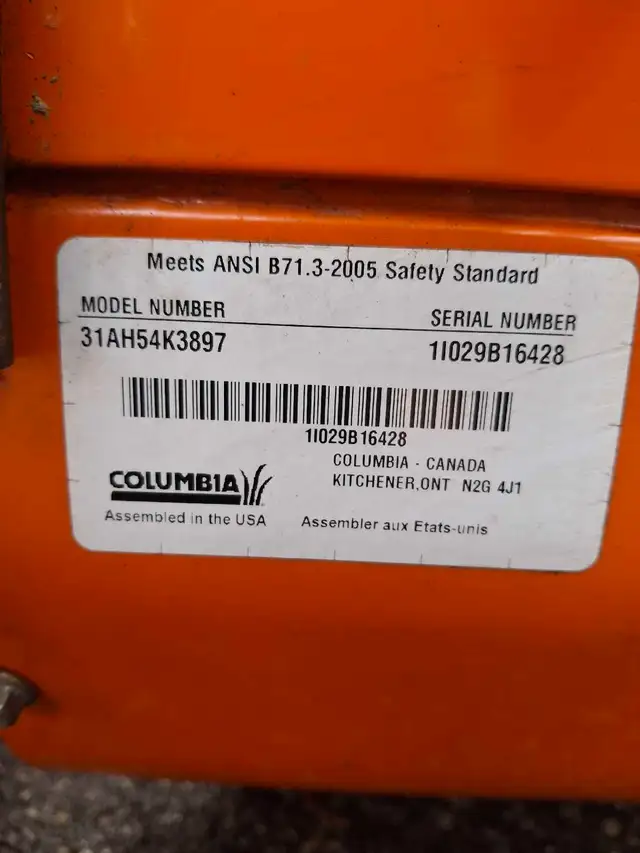 Meets ANSI B71.3-2005 Safety Standard
MODEL NUMBER SERIAL NUMBER
31AH54K3897 1I029B16428
1I029B16428
COLUMBIA - CANADA
KITCHENER,ONT N2G 4J1
COLUMBIA
Assembled in the USA Assembler aux Etats-unis